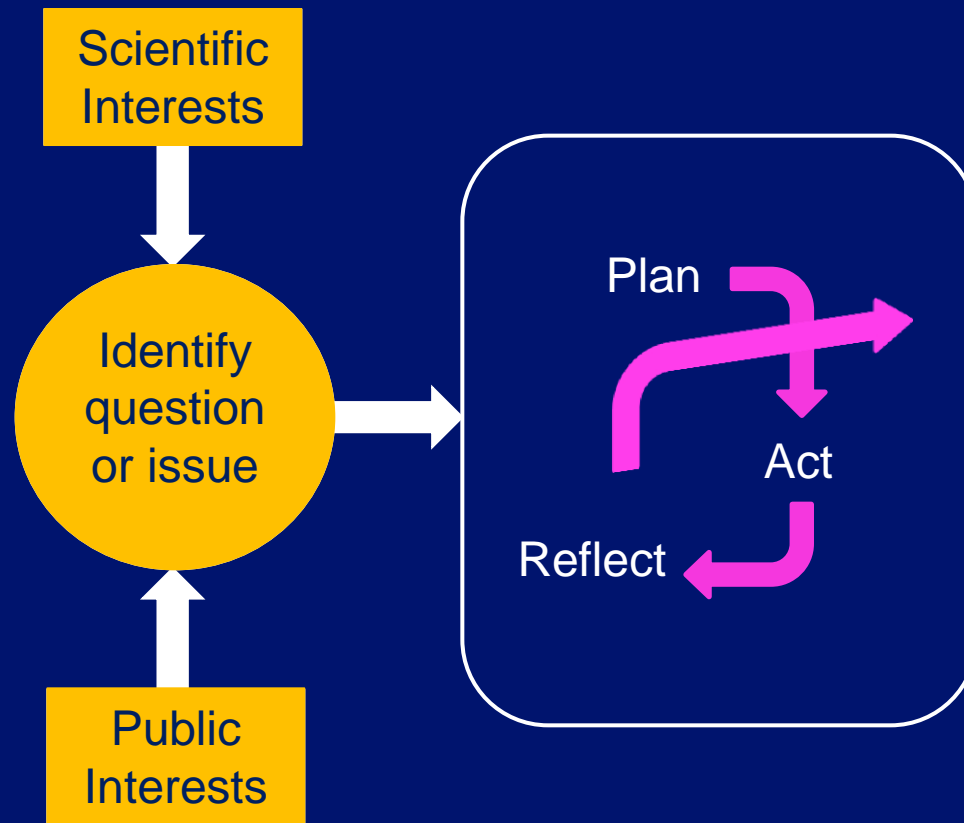 Scientific
Interests
Identify
question
or issue
Public
Interests
Plan
Act
Reflect